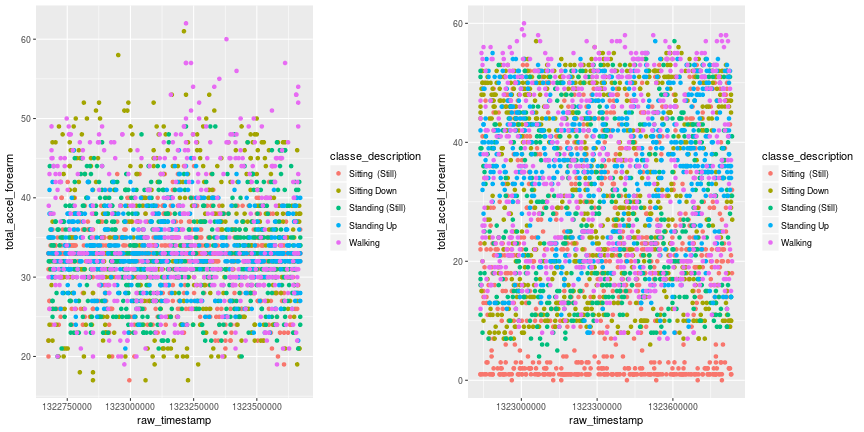 total_accel_forearm
60
50
40
30
20
1322750000 1323000000 1323250000 1323500000
raw_timestamp
classe_description
Sitting (Still)
Sitting Down
Standing (Still)
Standing Up
Walking
total_accel_forearm
60
40
20
0
1323000000 1323300000 1323600000
raw_timestamp
classe_description
Sitting (Still)
Sitting Down
Standing (Still)
Standing Up
Walking